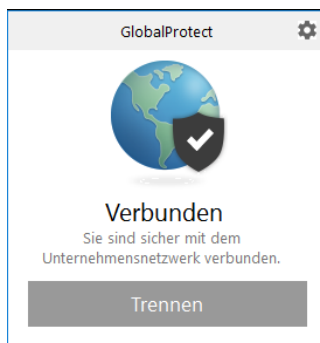 GlobalProtect
Verbunden
Sie sind sicher mit dem
Unternehmensnetzwerk verbunden.
Trennen